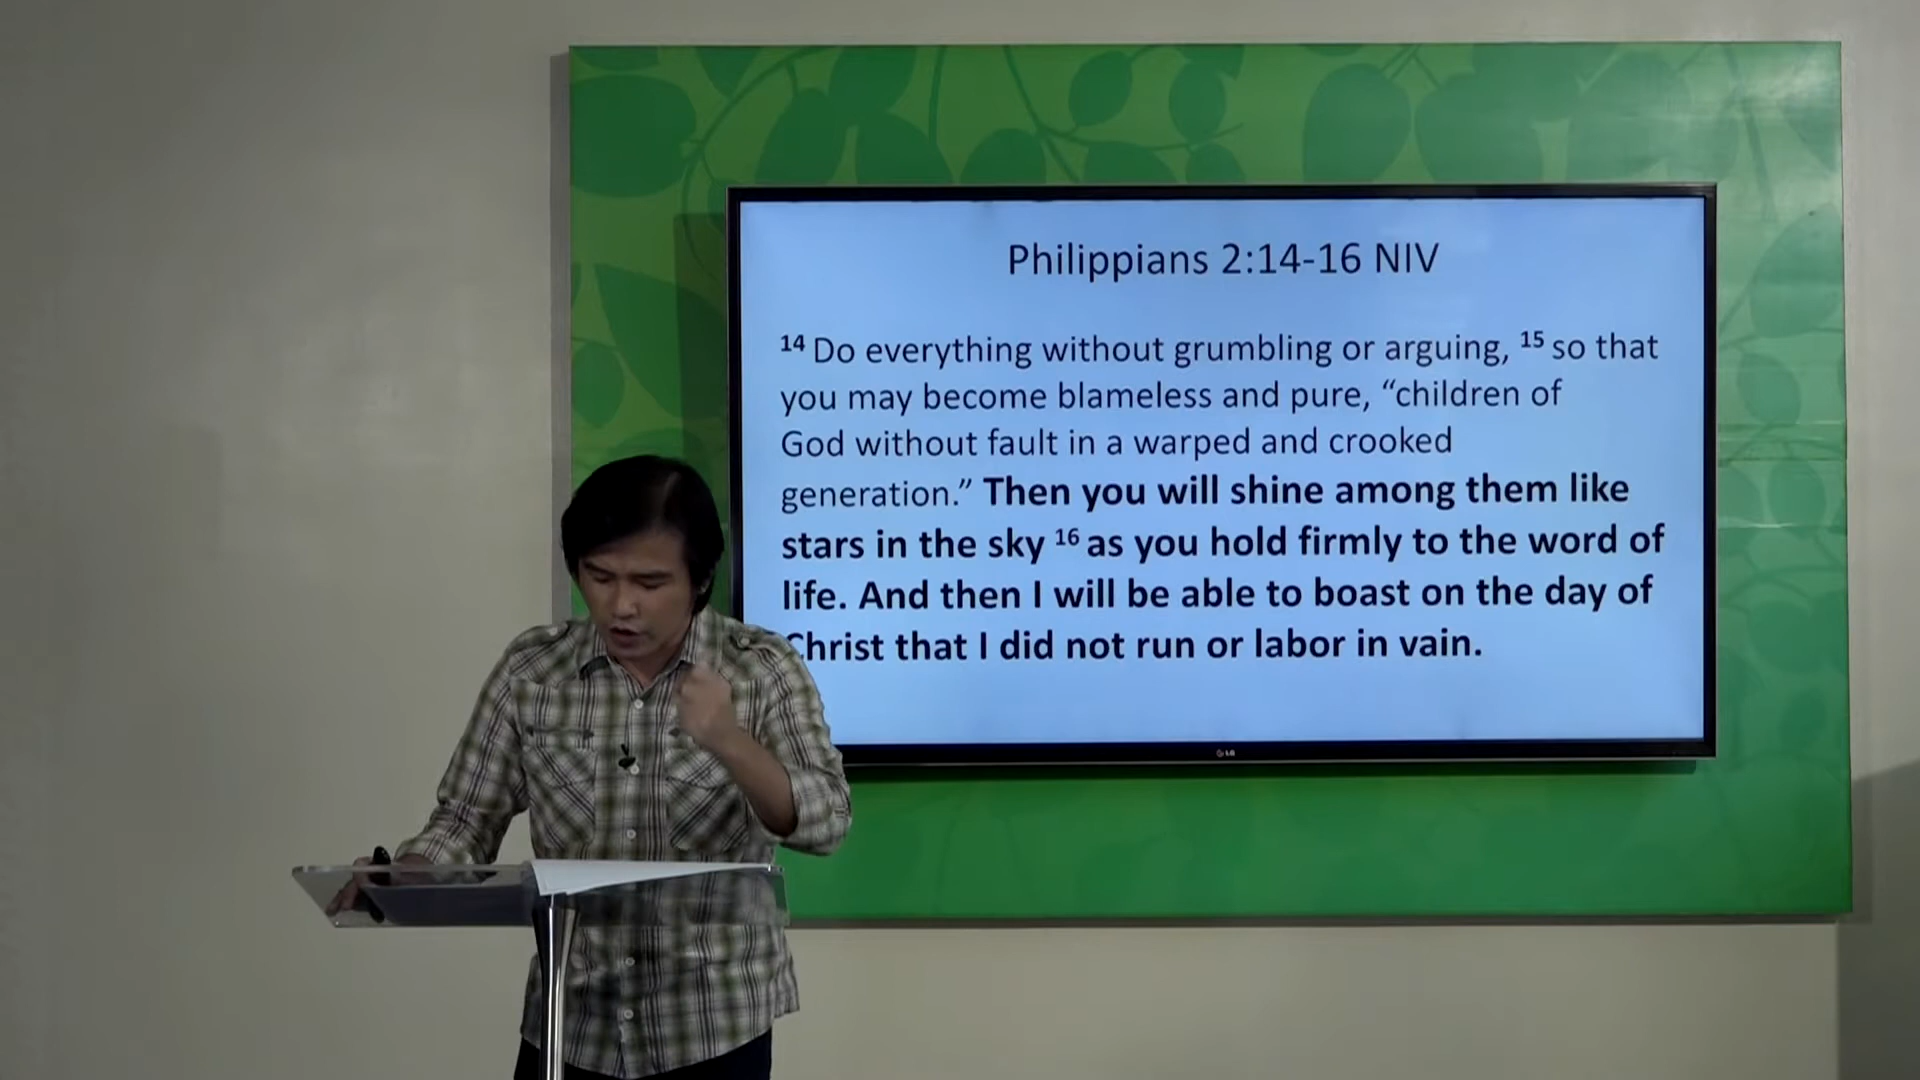 Philippians 2:14-16 NIV
14 Do everything without grumbling or arguing, 15 so that
you may become blameless and pure, “children of
God without fault in a warped and crooked
generation.” Then you will shine among them like
stars in the sky 16 as you hold firmly to the word of
life. And then I will be able to boast on the day of
Christ that I did not run or labor in vain.
LG